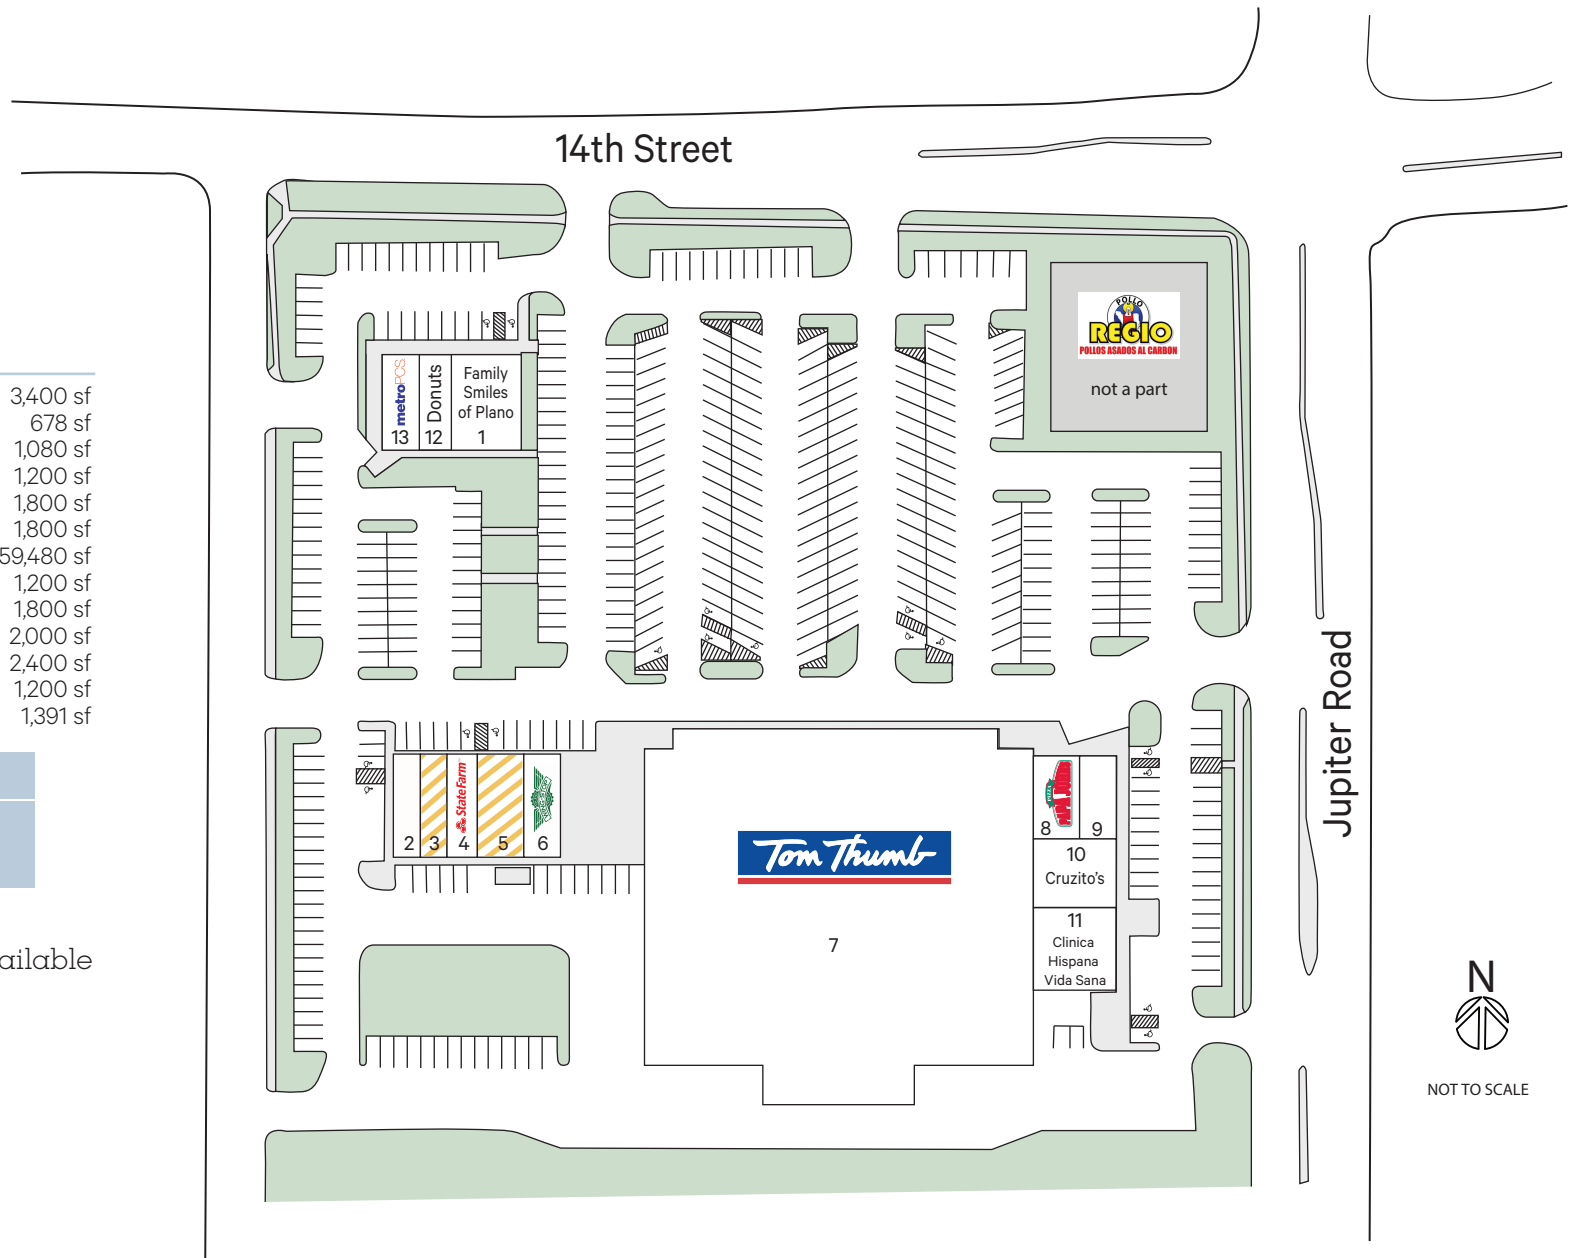 14th Street
3,400 sf
678 sf
1,080 sf
1,200 sf
1,800 sf
1,800 sf
59,480 sf
1,200 sf
1,800 sf
2,000 sf
2,400 sf
1,200 sf
1,391 sf
ailable
POLLO
REGIO
POLLOS ASADOS AL CARBON
not a part
metroPCS
13
Donuts
12
Family
Smiles
of Plano
1
2
3
StateFarm
4
5
6
Tom Thumb
7
PAPA JOHN'S
8
9
10
Cruzito's
11
Clinica
Hispana
Vida Sana
Jupiter Road
N
NOT TO SCALE